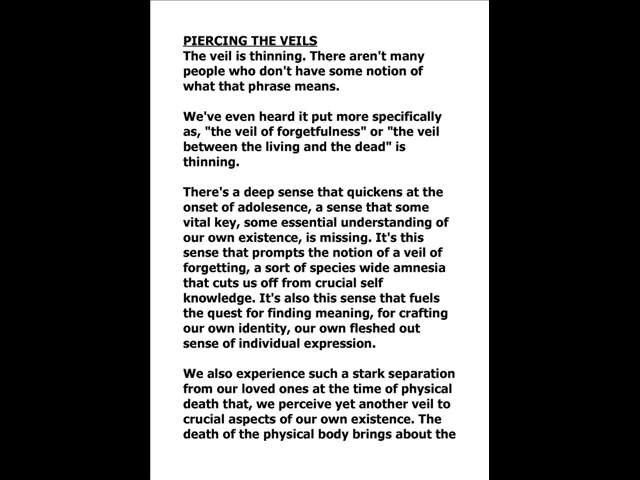 PIERCING THE VEILS
The veil is thinning. There aren't many
people who don't have some notion of
what that phrase means.
We've even heard it put more specifically
as, "the veil of forgetfulness" or "the veil
between the living and the dead" is
thinning.
There's a deep sense that quickens at the
onset of adolesence, a sense that some
vital key, some essential understanding of
our own existence, is missing. It's this
sense that prompts the notion of a veil of
forgetting, a sort of species wide amnesia
that cuts us off from crucial self
knowledge. It's also this sense that fuels
the quest for finding meaning, for crafting
our own identity, our own fleshed out
sense of individual expression.
We also experience such a stark separation
from our loved ones at the time of physical
death that, we perceive yet another veil to
crucial aspects of our own existence. The
death of the physical body brings about the